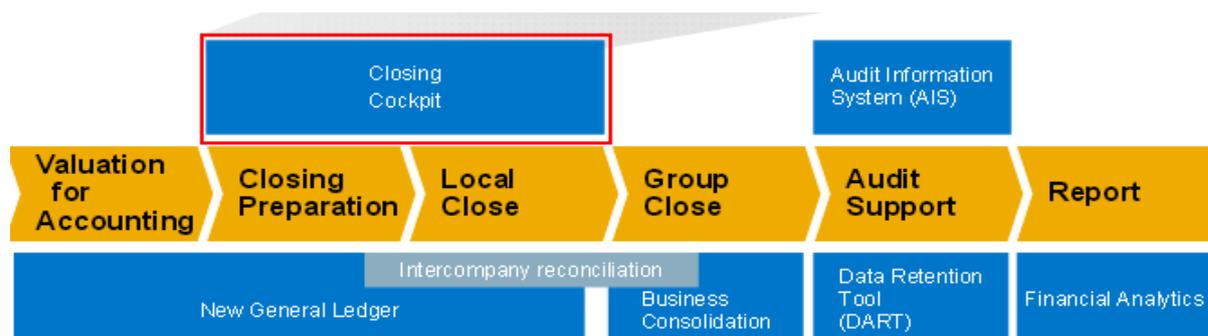 Closing
Cockpit
Audit Information
System (AIS)
Valuation
for
Accounting
Closing
Preparation
Local
Close
Group
Close
Audit
Support
Report
Intercompany reconciliation
New General Ledger
Business
Consolidation
Data Retention
Tool
(DART)
Financial Analytics